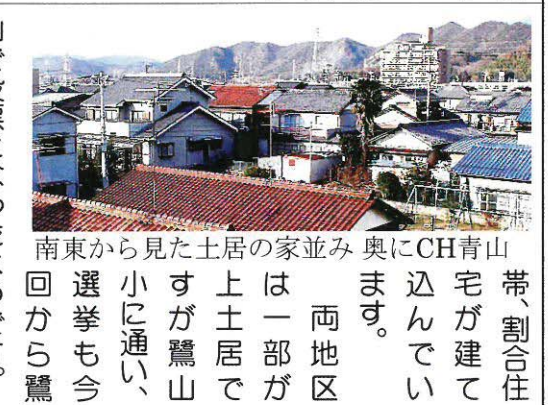 南東から見た土居の家並み 奥にCH青山
帯、割合住
宅が建て
込んでい
ます。
両地区
は一部が
上土居で
すが鷺山
小に通い、
選挙も今
回から鷺